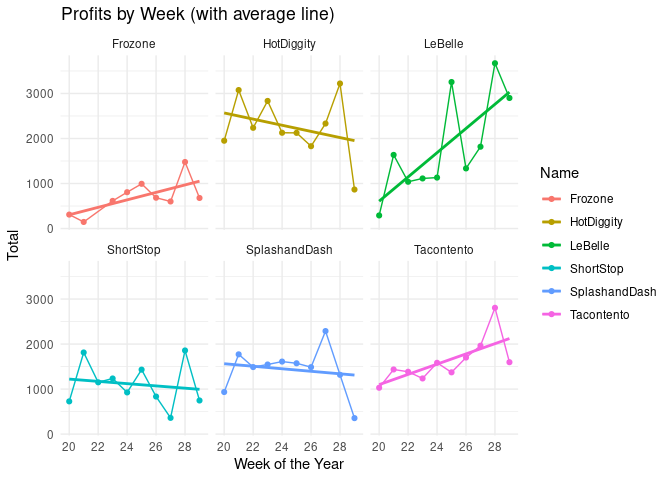 Profits by Week (with average line)
Frozone HotDiggity LeBelle
3000
2000
1000
0
ShortStop SplashandDash Tacontento
3000
2000
1000
0
20 22 24 26 28 20 22 24 26 28 20 22 24 26 28
Week of the Year
Total
Name
Frozone
HotDiggity
LeBelle
ShortStop
SplashandDash
Tacontento